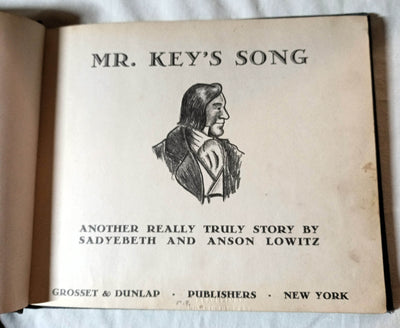 MR. KEY'S SONG
ANOTHER REALLY TRULY STORY BY
SADYEBETH AND ANSON LOWITZ
GROSSET & DUNLAP · PUBLISHERS · NEW YORK